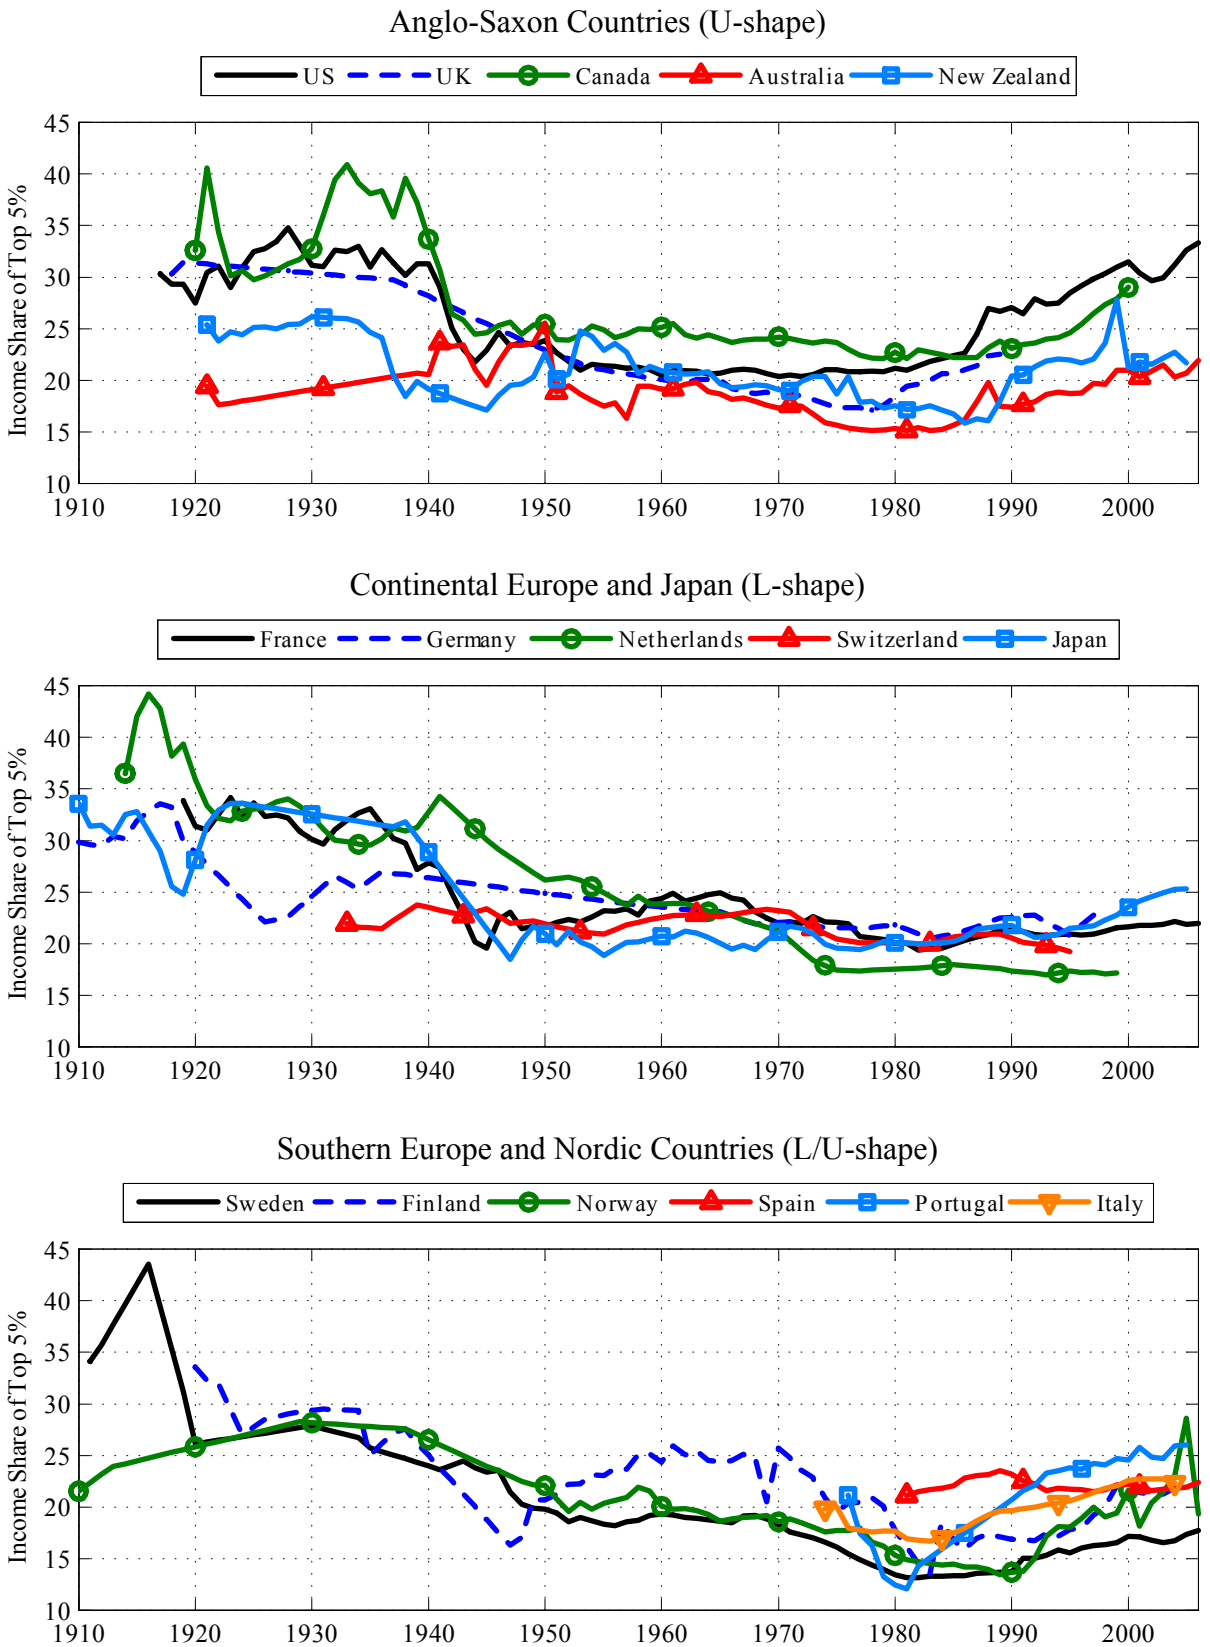 Anglo-Saxon Countries (U-shape)
US UK Canada Australia New Zealand
Income Share of Top 5%
45
40
35
30
25
20
15
10
1910 1920 1930 1940 1950 1960 1970 1980 1990 2000
Continental Europe and Japan (L-shape)
France Germany Netherlands Switzerland Japan
Income Share of Top 5%
45
40
35
30
25
20
15
10
1910 1920 1930 1940 1950 1960 1970 1980 1990 2000
Southern Europe and Nordic Countries (L/U-shape)
Sweden Finland Norway Spain Portugal Italy
Income Share of Top 5%
45
40
35
30
25
20
15
10
1910 1920 1930 1940 1950 1960 1970 1980 1990 2000